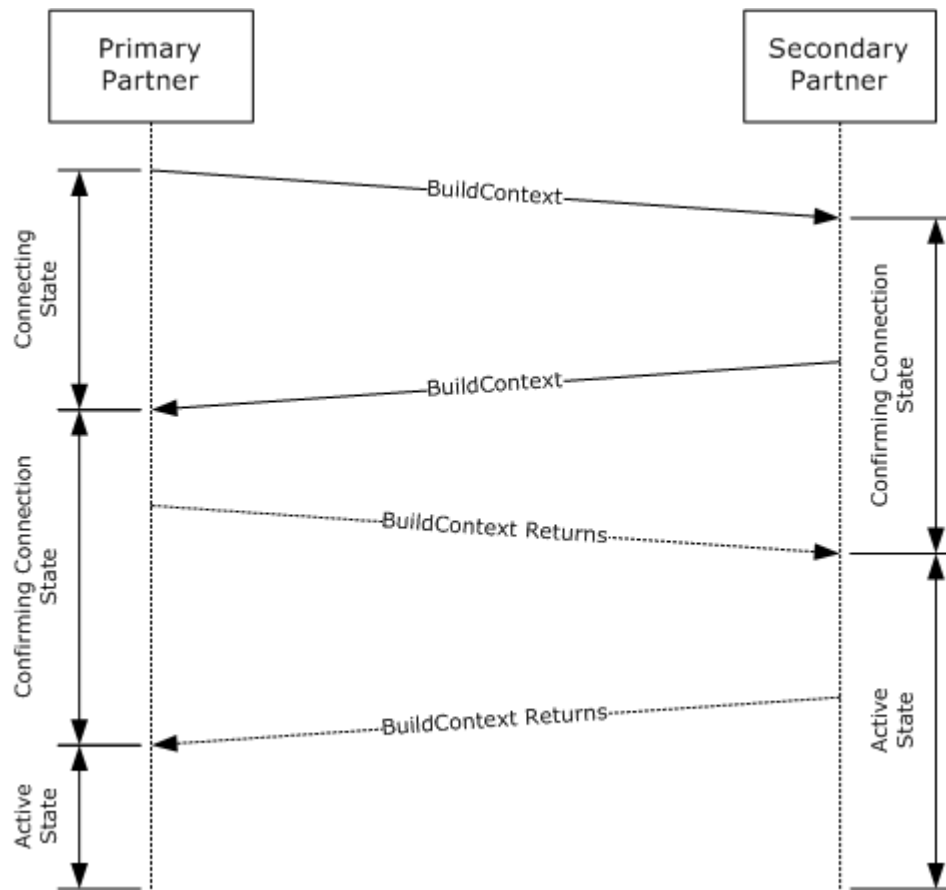 Primary
Partner
Secondary
Partner
BuildContext
Connecting
State
BuildContext
Confirming Connection
State
BuildContext Returns
Confirming Connection
State
BuildContext Returns
Active
State
Active
State